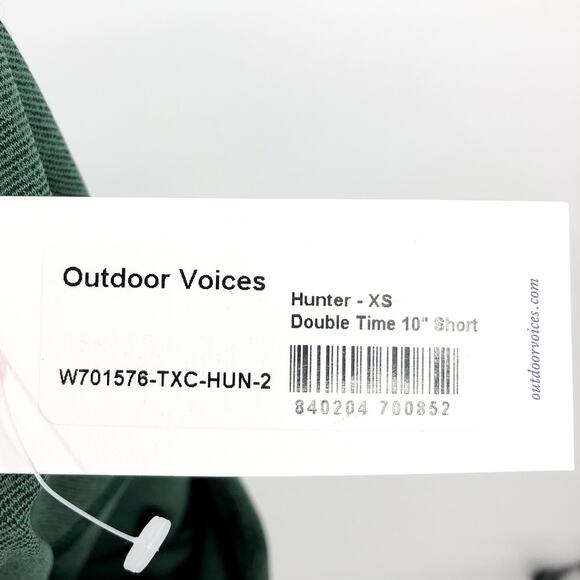 Outdoor Voices
Hunter - XS
Double Time 10" Short
W701576-TXC-HUN-2
840204 700852
outdoorvoices.com